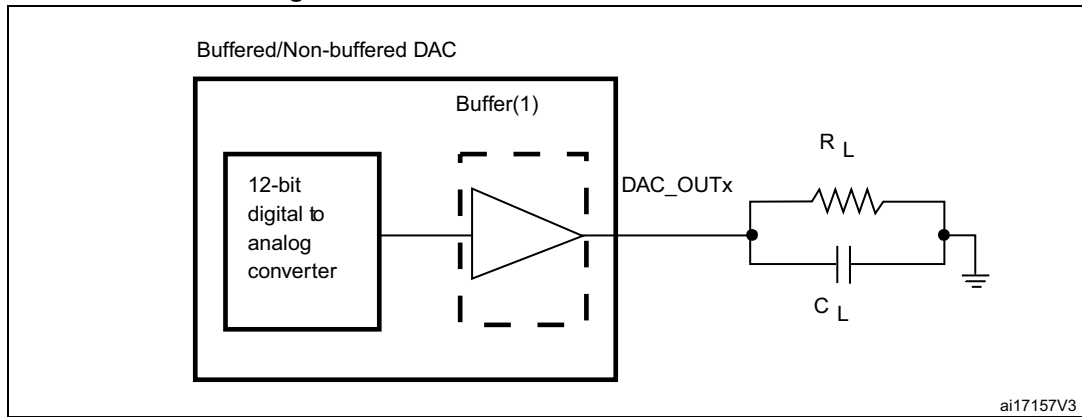 Buffered/Non-buffered DAC
Buffer(1)
12-bit
digital to
analog
converter
DAC_OUTx
R L
C L
ai17157V3